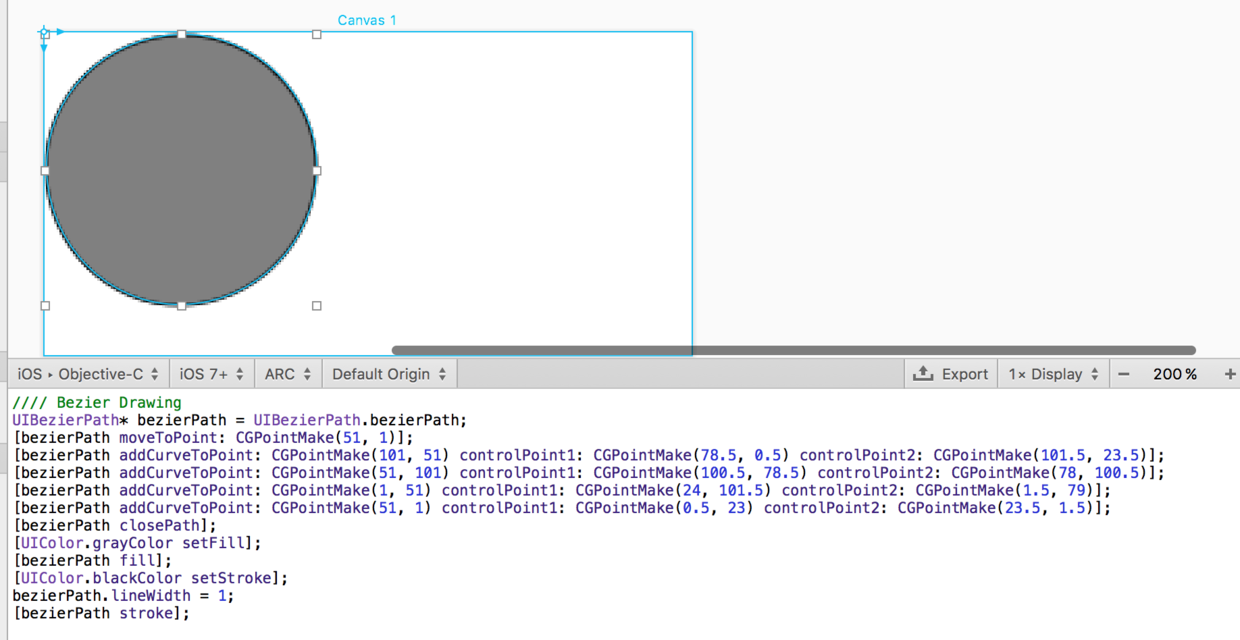 Canvas 1
iOS ▸ Objective-C iOS 7+ ARC Default Origin Export 1× Display − 200% +
//// Bezier Drawing
UIBezierPath* bezierPath = UIBezierPath.bezierPath;
[bezierPath moveToPoint: CGPointMake(51, 1)];
[bezierPath addCurveToPoint: CGPointMake(101, 51) controlPoint1: CGPointMake(78.5, 0.5) controlPoint2: CGPointMake(101.5, 23.5)];
[bezierPath addCurveToPoint: CGPointMake(51, 101) controlPoint1: CGPointMake(100.5, 78.5) controlPoint2: CGPointMake(78, 100.5)];
[bezierPath addCurveToPoint: CGPointMake(1, 51) controlPoint1: CGPointMake(24, 101.5) controlPoint2: CGPointMake(1.5, 79)];
[bezierPath addCurveToPoint: CGPointMake(51, 1) controlPoint1: CGPointMake(0.5, 23) controlPoint2: CGPointMake(23.5, 1.5)];
[bezierPath closePath];
[UIColor.grayColor setFill];
[bezierPath fill];
[UIColor.blackColor setStroke];
bezierPath.lineWidth = 1;
[bezierPath stroke];